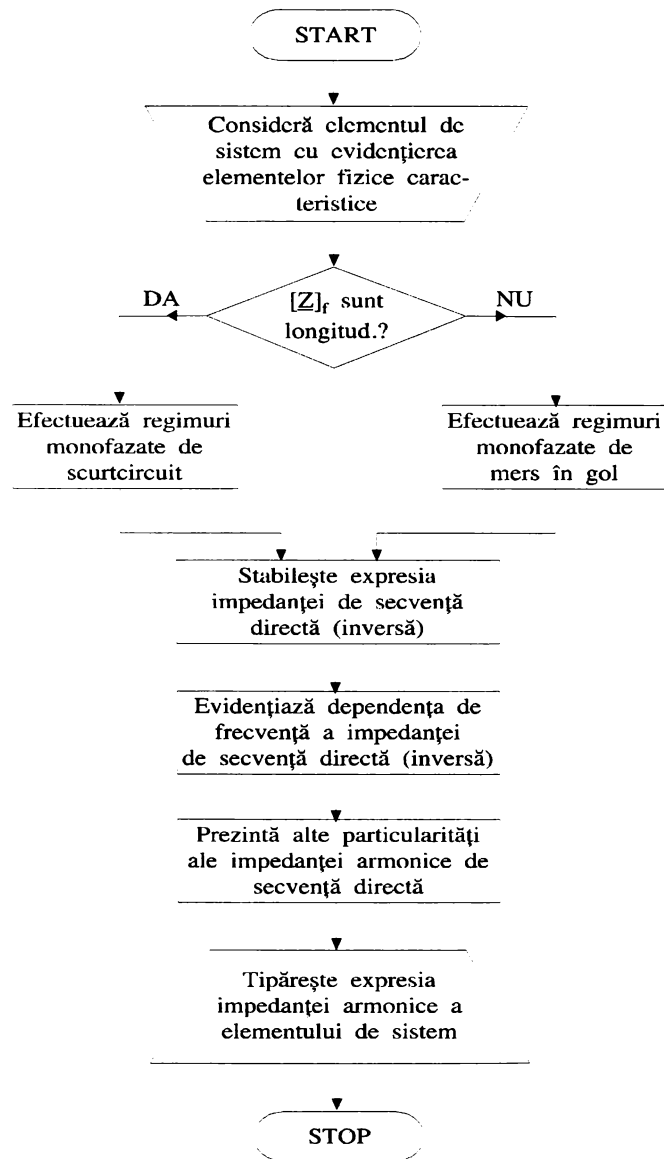 START
Consideră elementul de
sistem cu evidenţierea
elementelor fizice carac-
teristice
[Z]f sunt
longitud.?
DA
NU
Efectuează regimuri
monofazate de
scurtcircuit
Efectuează regimuri
monofazate de
mers în gol
Stabileşte expresia
impedanţei de secvenţă
directă (inversă)
Evidenţiază dependenţa de
frecvenţă a impedanţei
de secvenţă directă (inversă)
Prezintă alte particularităţi
ale impedanţei armonice de
secvenţă directă
Tipăreşte expresia
impedanţei armonice a
elementului de sistem
STOP